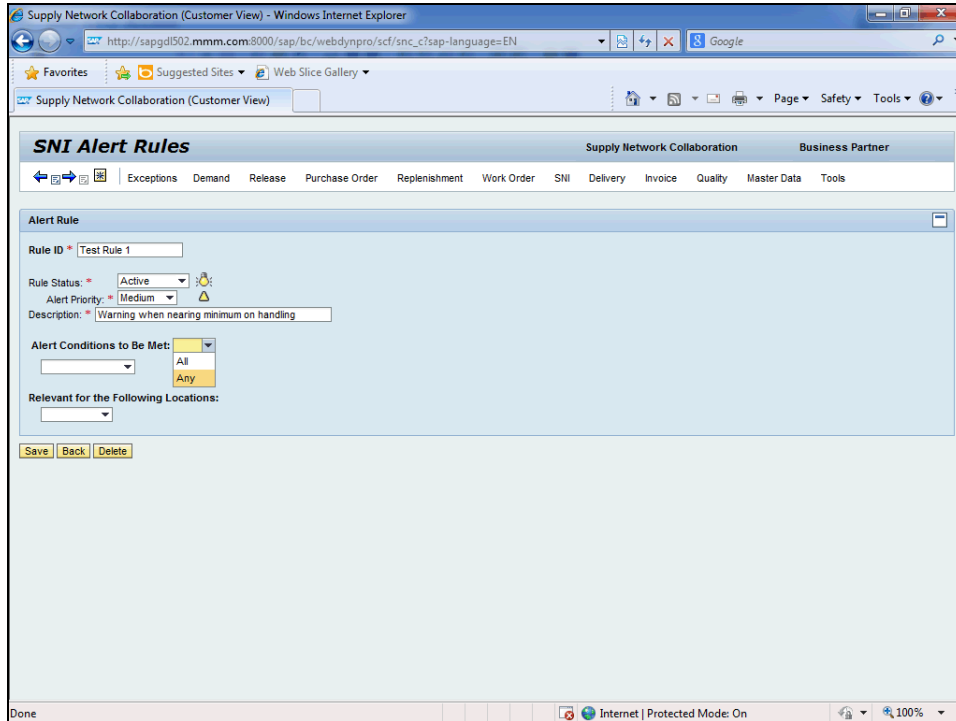 Supply Network Collaboration (Customer View) - Windows Internet Explorer
http://sapgdl502.mmm.com:8000/sap/bc/webdynpro/scf/snc_c?sap-language=EN
Google
Favorites Suggested Sites Web Slice Gallery
Supply Network Collaboration (Customer View) Page Safety Tools
SNI Alert Rules Supply Network Collaboration Business Partner
Exceptions Demand Release Purchase Order Replenishment Work Order SNI Delivery Invoice Quality Master Data Tools
Alert Rule
Rule ID * Test Rule 1
Rule Status: * Active
Alert Priority: * Medium
Description: * Warning when nearing minimum on handling
Alert Conditions to Be Met:
All
Any
Relevant for the Following Locations:
Save Back Delete
Done Internet | Protected Mode: On 100%